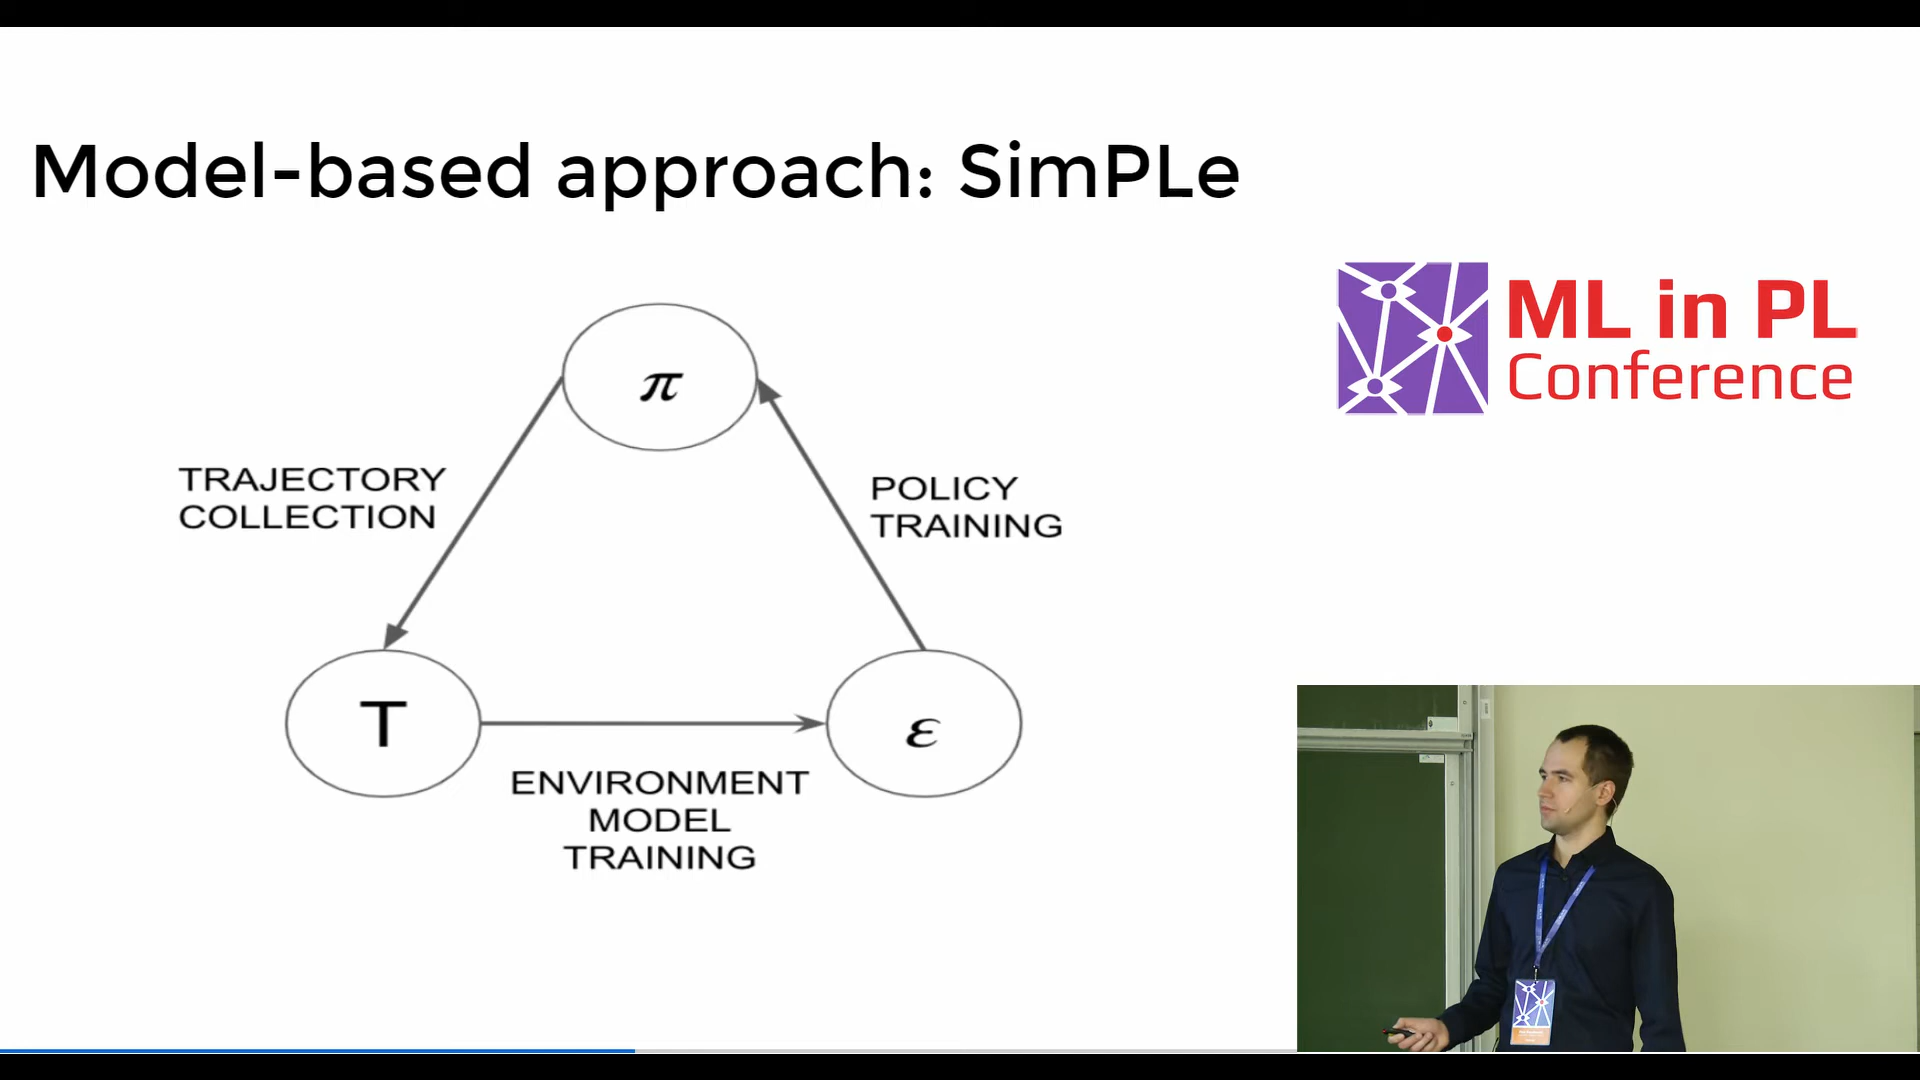 Model-based approach: SimPLe
π
TRAJECTORY
COLLECTION
POLICY
TRAINING
T
ε
ENVIRONMENT
MODEL
TRAINING
ML in PL
Conference